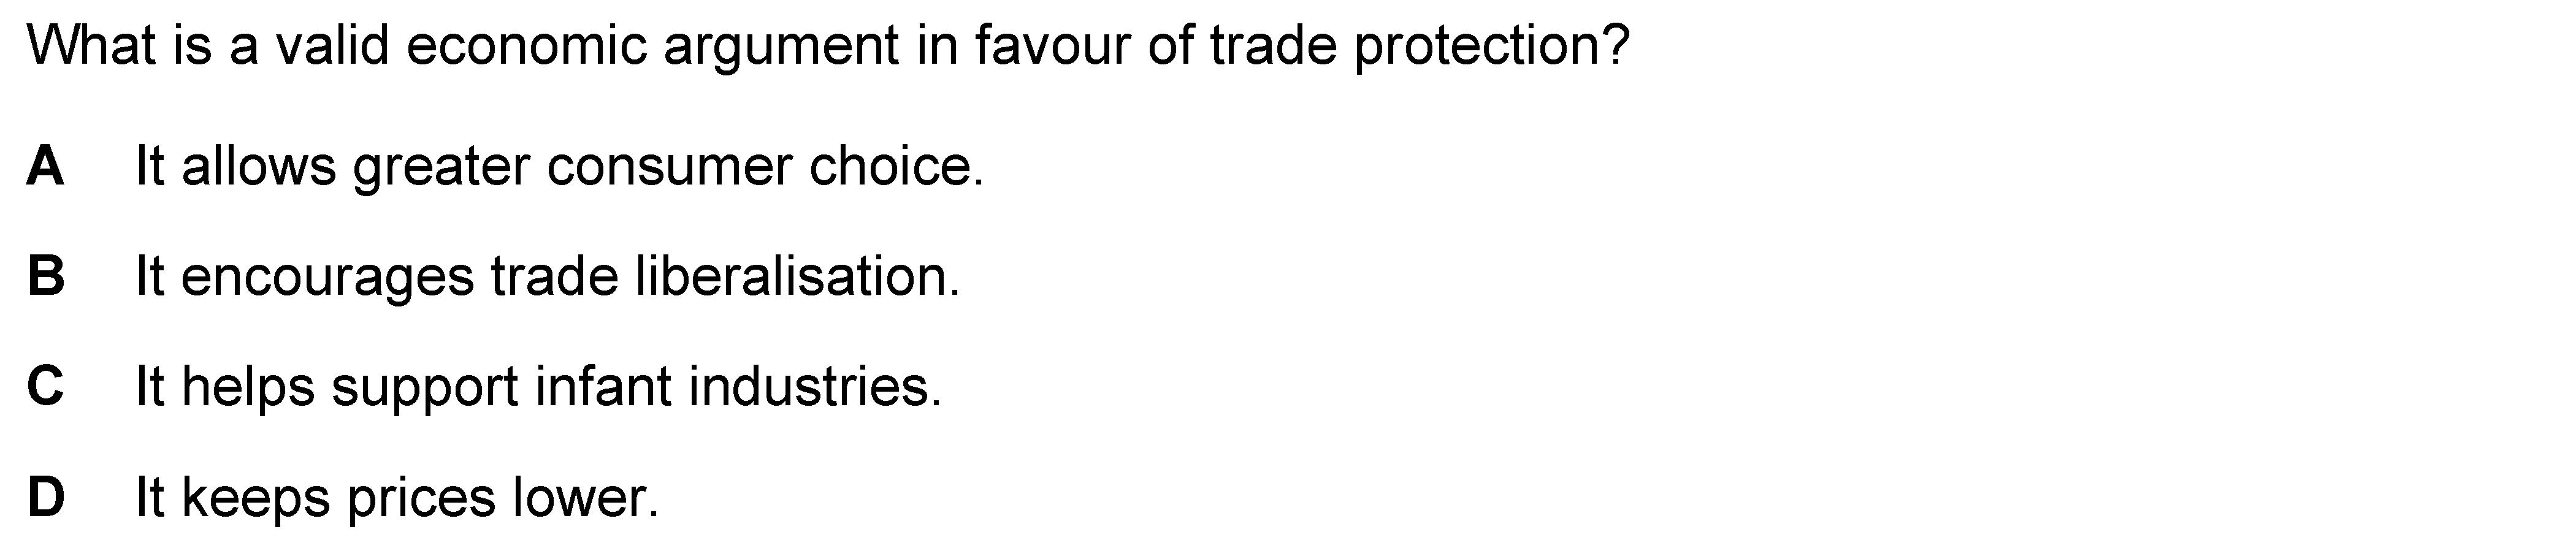 What is a valid economic argument in favour of trade protection?
A It allows greater consumer choice.
B It encourages trade liberalisation.
C It helps support infant industries.
D It keeps prices lower.